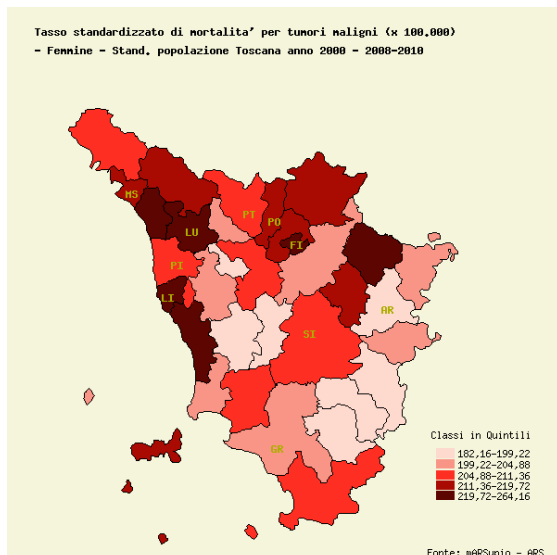 Tasso standardizzato di mortalita' per tumori maligni (x 100.000)
- Femmine - Stand. popolazione Toscana anno 2000 - 2008-2010
MS
LU
PT
PO
FI
PI
LI
AR
SI
GR
Classi in Quintili
182,16-199,22
199,22-204,88
204,88-211,36
211,36-219,72
219,72-264,16
Fonte: mARSupio - ARS